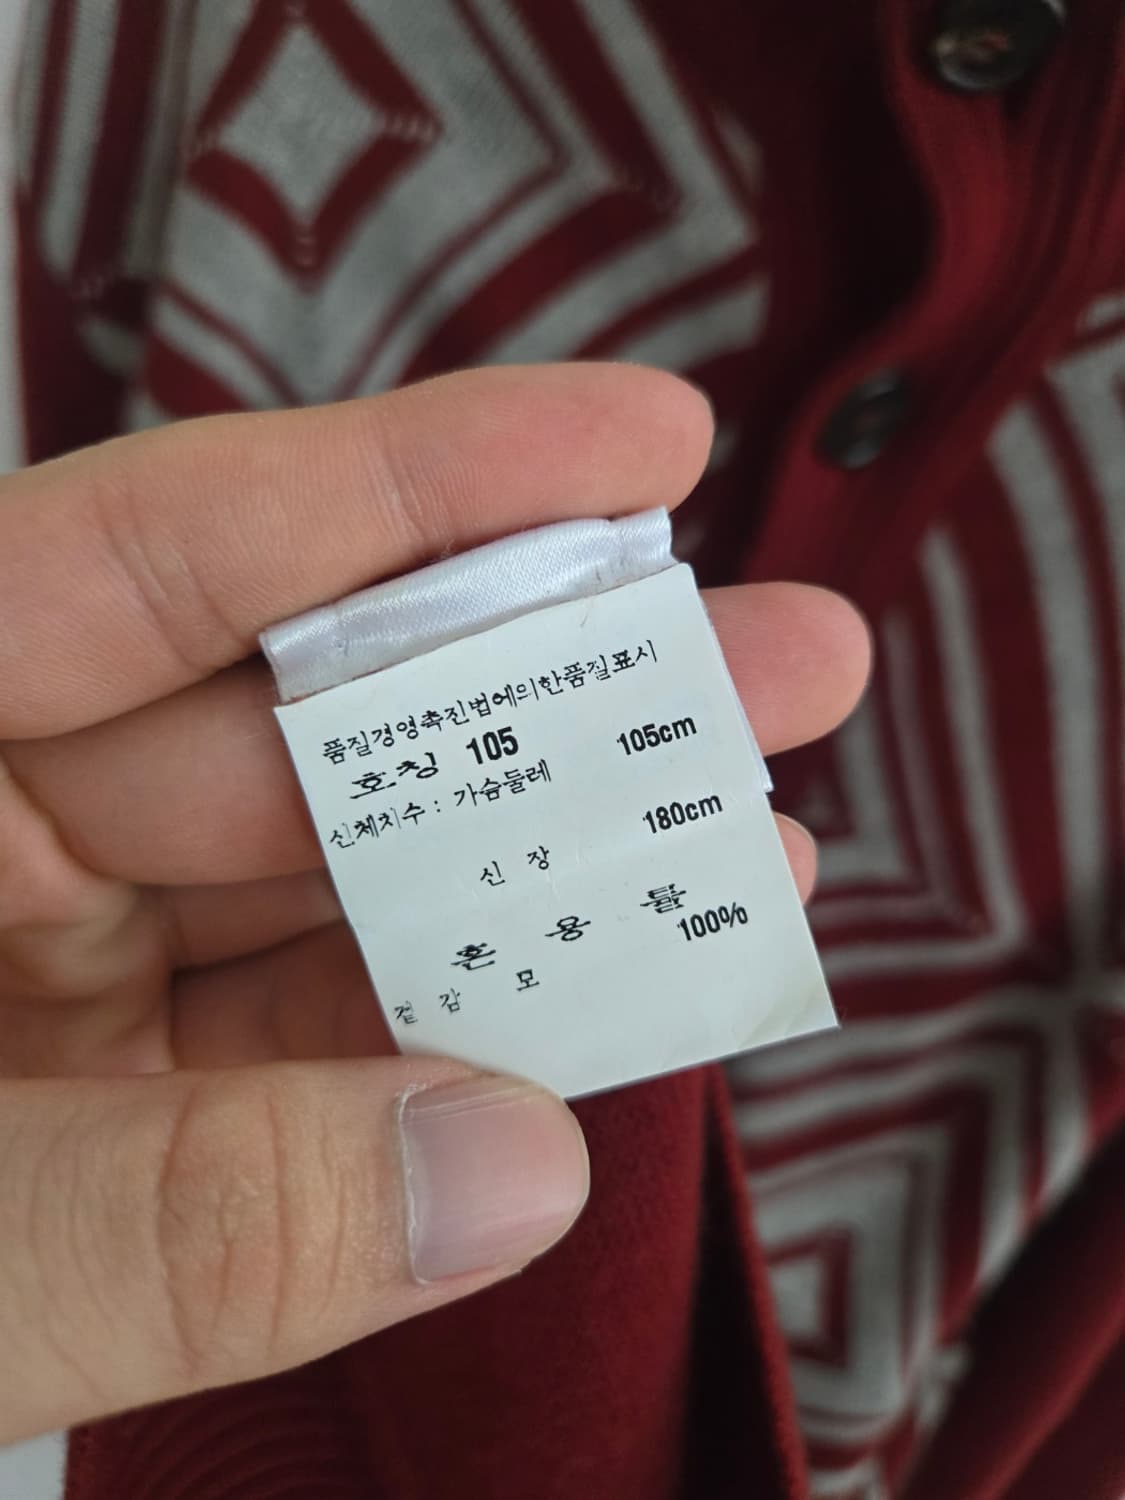 품질경영촉진법에의한품질표시
호칭 105
신체치수 : 가슴둘레 105cm
신 장 180cm
혼 용 률
겉 감 모 100%